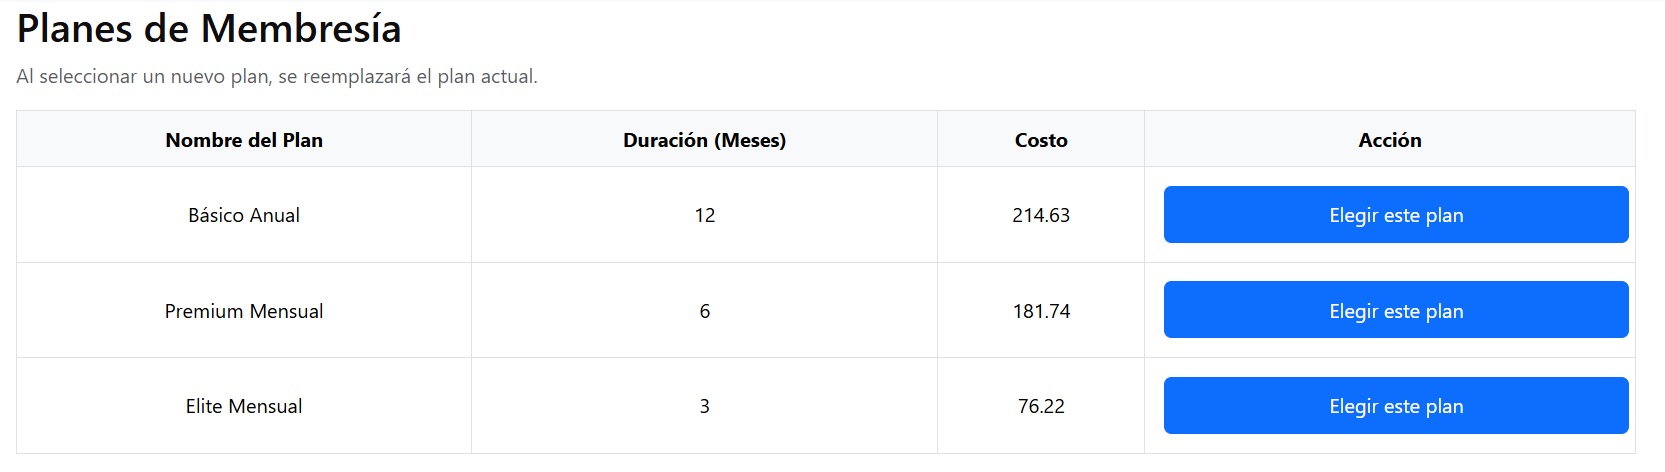 Planes de Membresía
Al seleccionar un nuevo plan, se reemplazará el plan actual.
Nombre del Plan Duración (Meses) Costo Acción
Básico Anual 12 214.63 Elegir este plan
Premium Mensual 6 181.74 Elegir este plan
Elite Mensual 3 76.22 Elegir este plan